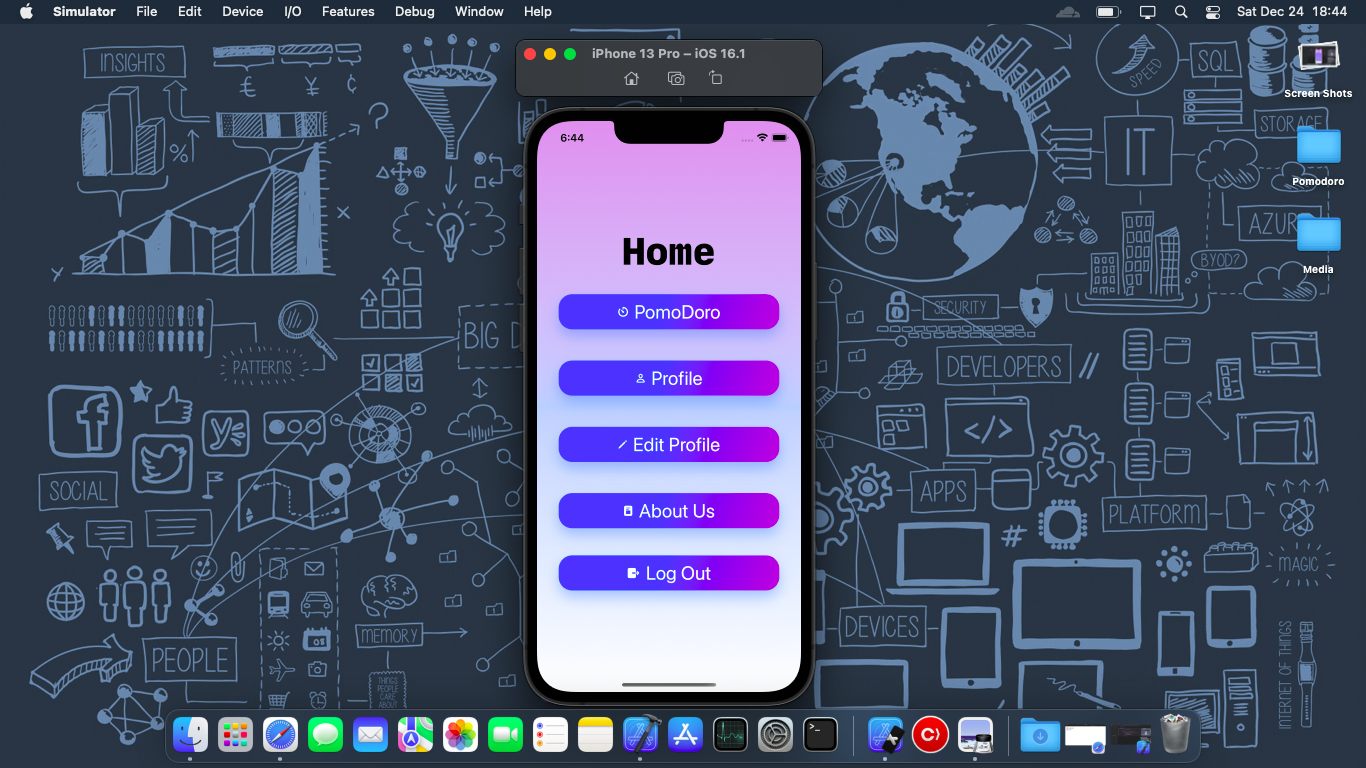 Simulator File Edit Device I/O Features Debug Window Help Sat Dec 24 18:44
iPhone 13 Pro – iOS 16.1
6:44
Home
PomoDoro
Profile
Edit Profile
About Us
Log Out
Screen Shots
Pomodoro
Media
INSIGHTS
£
¥
¢
?
%
X
Y
PATTERNS
BIG D
SOCIAL
PEOPLE
MEMORY
THINGS
PEOPLE
CARE
ABOUT
05
SPEED
SQL
STORAGE
IT
AZUR
BYOD?
SECURITY
DEVELOPERS //
</>
APPS
#
PLATFORM
MAGIC
DEVICES
INTERNET OF THINGS